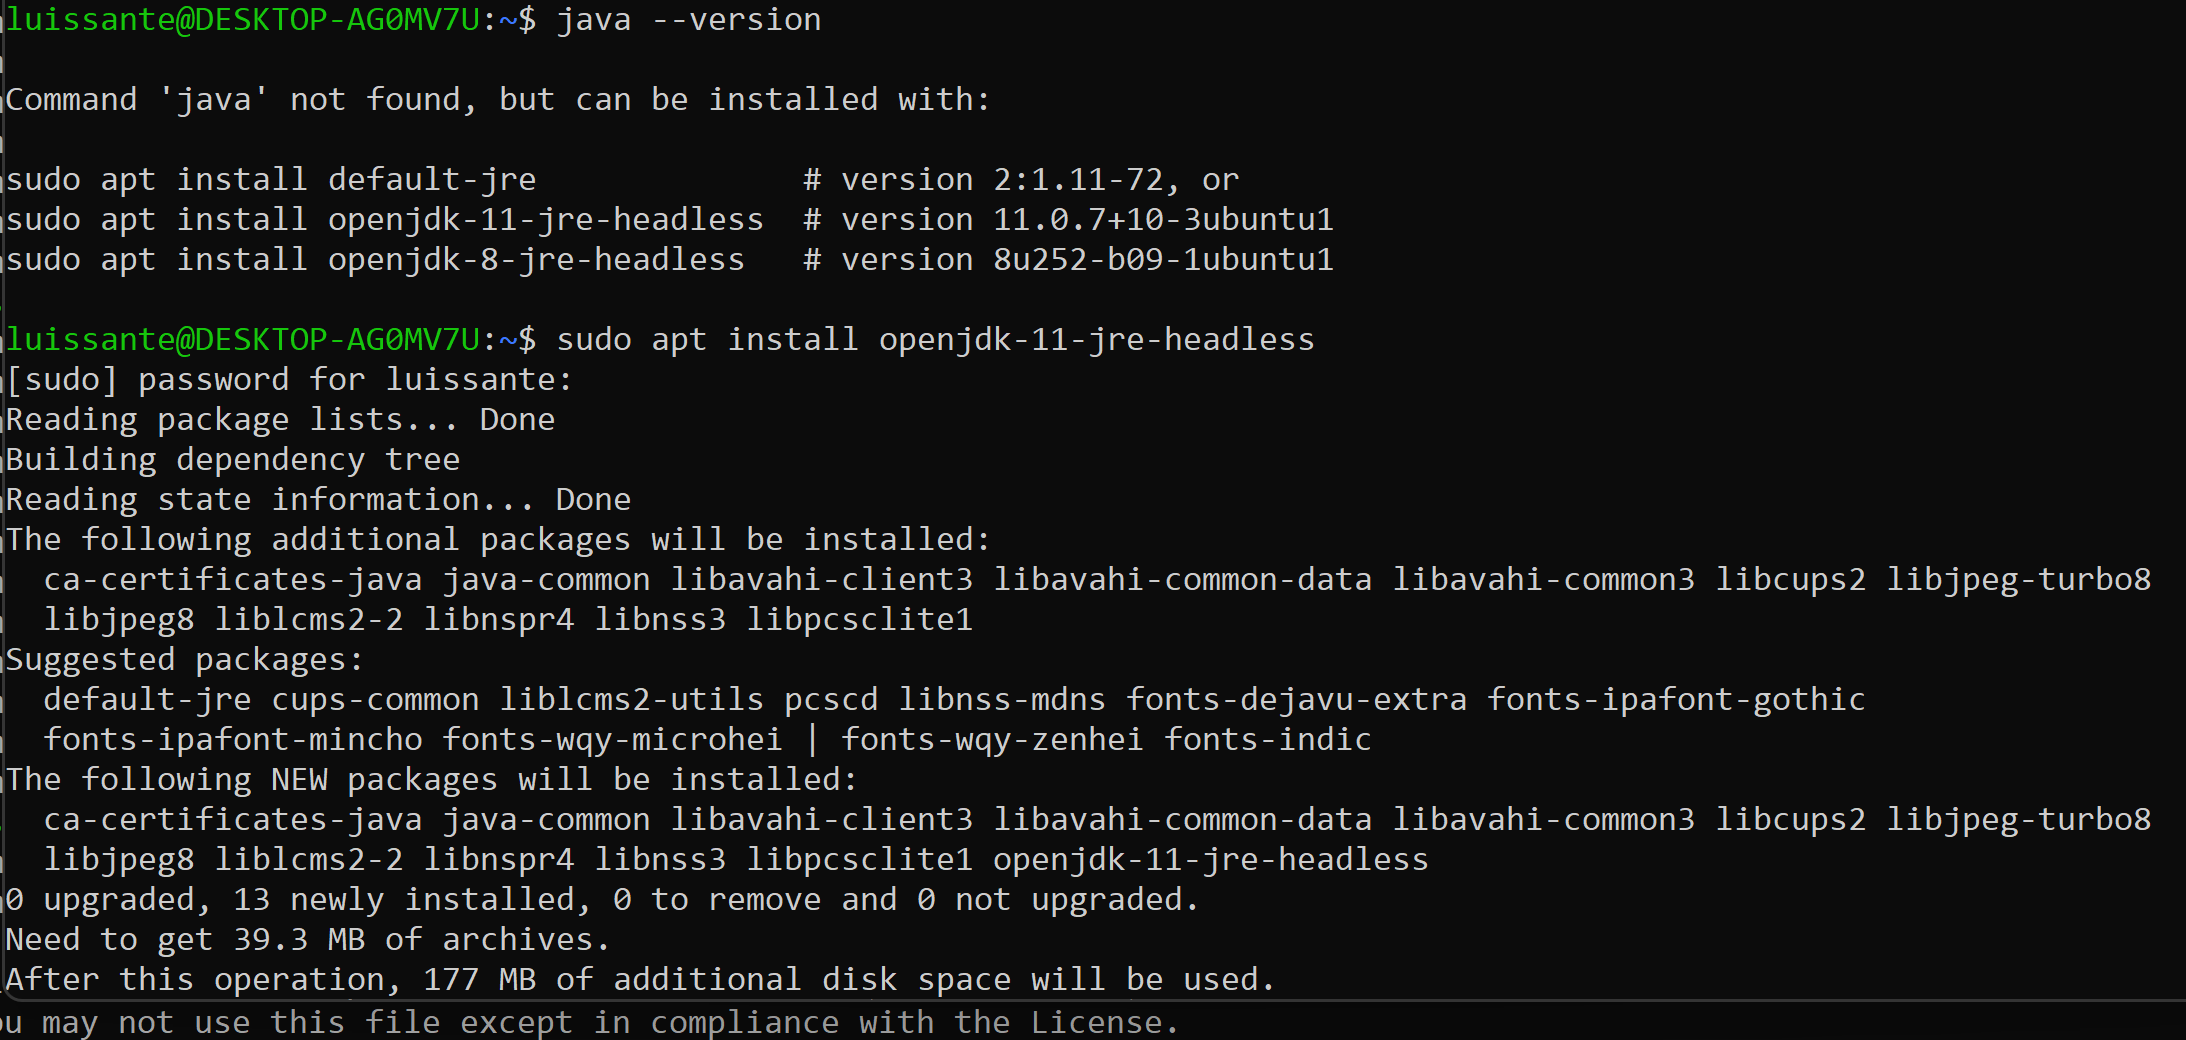 luissante@DESKTOP-AG0MV7U:~$ java --version
Command 'java' not found, but can be installed with:
sudo apt install default-jre              # version 2:1.11-72, or
sudo apt install openjdk-11-jre-headless  # version 11.0.7+10-3ubuntu1
sudo apt install openjdk-8-jre-headless   # version 8u252-b09-1ubuntu1
luissante@DESKTOP-AG0MV7U:~$ sudo apt install openjdk-11-jre-headless
[sudo] password for luissante:
Reading package lists... Done
Building dependency tree
Reading state information... Done
The following additional packages will be installed:
  ca-certificates-java java-common libavahi-client3 libavahi-common-data libavahi-common3 libcups2 libjpeg-turbo8
  libjpeg8 liblcms2-2 libnspr4 libnss3 libpcsclite1
Suggested packages:
  default-jre cups-common liblcms2-utils pcscd libnss-mdns fonts-dejavu-extra fonts-ipafont-gothic
  fonts-ipafont-mincho fonts-wqy-microhei | fonts-wqy-zenhei fonts-indic
The following NEW packages will be installed:
  ca-certificates-java java-common libavahi-client3 libavahi-common-data libavahi-common3 libcups2 libjpeg-turbo8
  libjpeg8 liblcms2-2 libnspr4 libnss3 libpcsclite1 openjdk-11-jre-headless
0 upgraded, 13 newly installed, 0 to remove and 0 not upgraded.
Need to get 39.3 MB of archives.
After this operation, 177 MB of additional disk space will be used.
may not use this file except in compliance with the License.